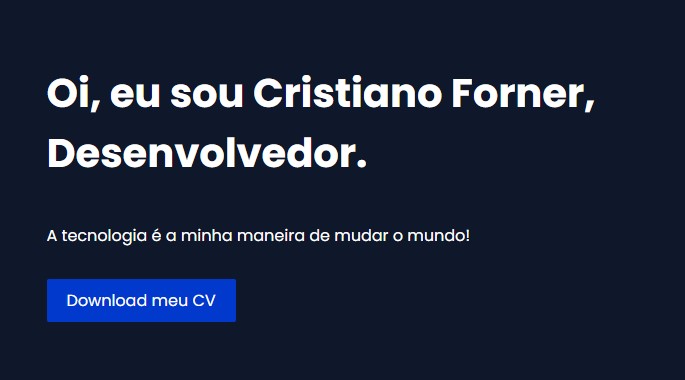 Oi, eu sou Cristiano Forner,
Desenvolvedor.
A tecnologia é a minha maneira de mudar o mundo!
Download meu CV